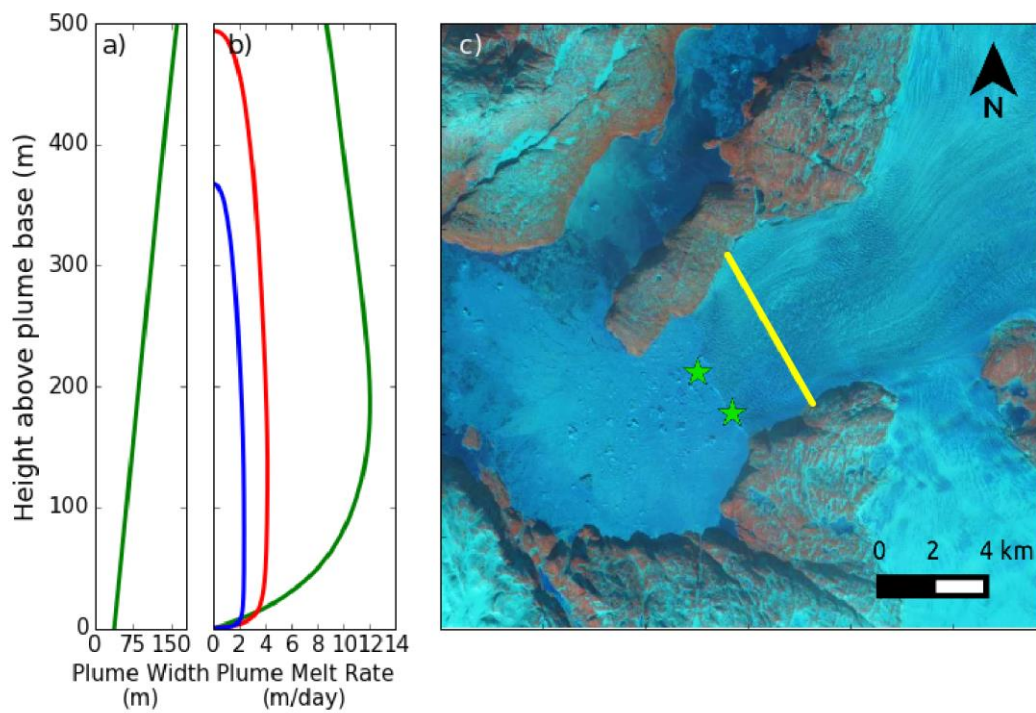 500
400
300
200
100
0
Height above plume base (m)
a)
b)
c)
0 75 150
0 2 4 6 8 10 12 14
Plume Width
(m)
Plume Melt Rate
(m/day)
N
0 2 4 km